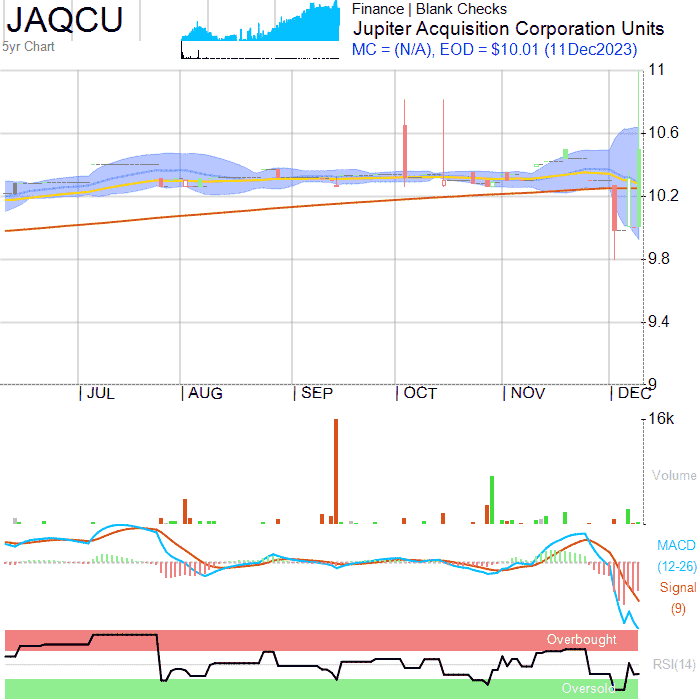 JAQCU
5yr Chart
Finance | Blank Checks
Jupiter Acquisition Corporation Units
MC = (N/A), EOD = $10.01 (11Dec2023)
11
10.6
10.2
9.8
9.4
9
JUL
AUG
SEP
OCT
NOV
DEC
16k
Volume
MACD
(12-26)
Signal
(9)
Overbought
RSI(14)
Oversold